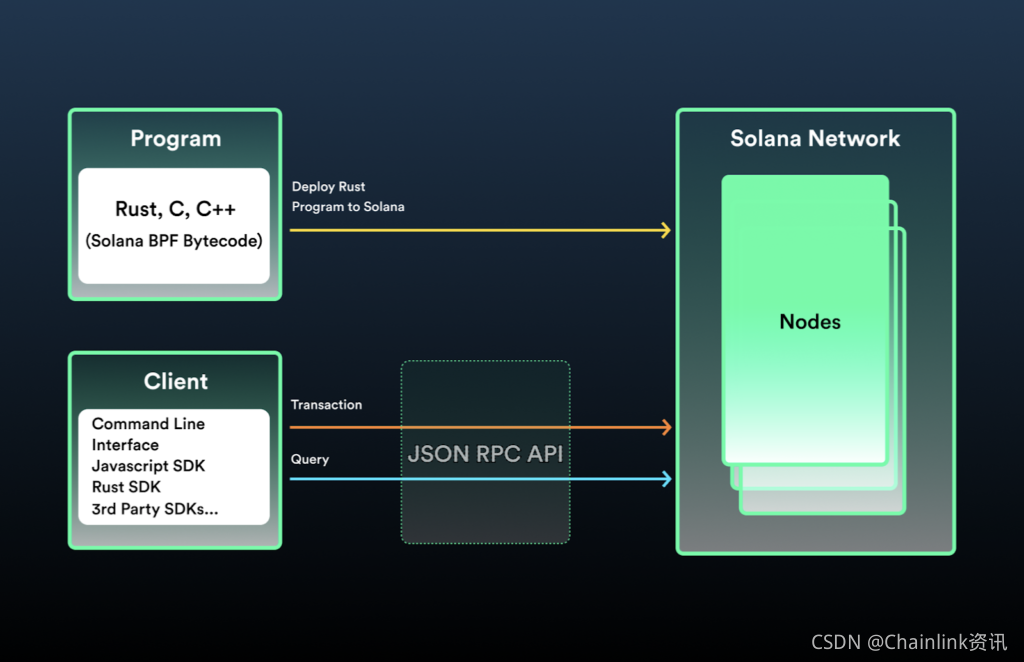 Program
Rust, C, C++
(Solana BPF Bytecode)
Deploy Rust
Program to Solana
Solana Network
Nodes
Client
Command Line
Interface
Javascript SDK
Rust SDK
3rd Party SDKs...
Transaction
Query
JSON RPC API
CSDN @Chainlink资讯